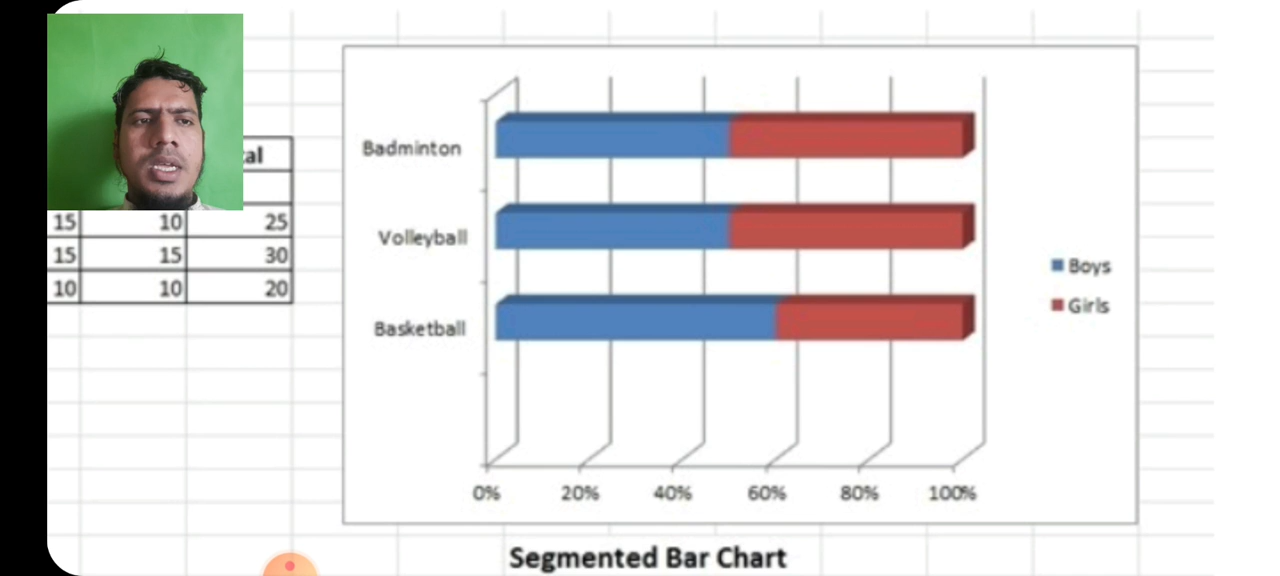 tal
15 10 25
15 15 30
10 10 20
Badminton
Volleyball
Basketball
0% 20% 40% 60% 80% 100%
Boys
Girls
Segmented Bar Chart